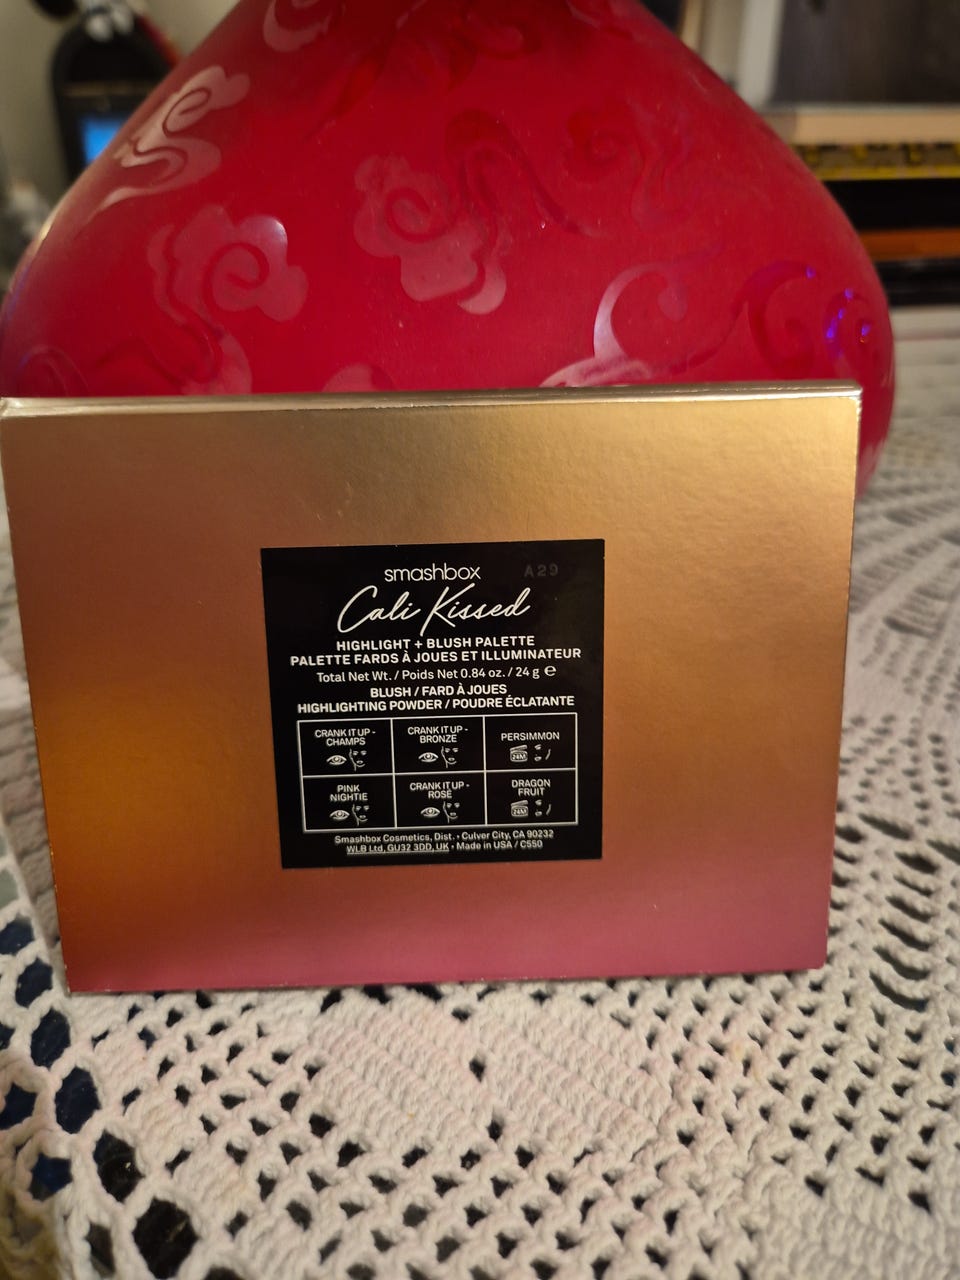 smashbox A29
Cali Kissed
HIGHLIGHT + BLUSH PALETTE
PALETTE FARDS À JOUES ET ILLUMINATEUR
Total Net Wt. / Poids Net 0.84 oz. / 24 g ℮
BLUSH / FARD À JOUES
HIGHLIGHTING POWDER / POUDRE ÉCLATANTE
CRANK IT UP -
CHAMPS
CRANK IT UP -
BRONZE
PERSIMMON
24M
PINK
NIGHTIE
CRANK IT UP -
ROSÉ
DRAGON
FRUIT
24M
Smashbox Cosmetics, Dist. • Culver City, CA 90232
WLB Ltd, GU32 3DD, UK • Made in USA / C550